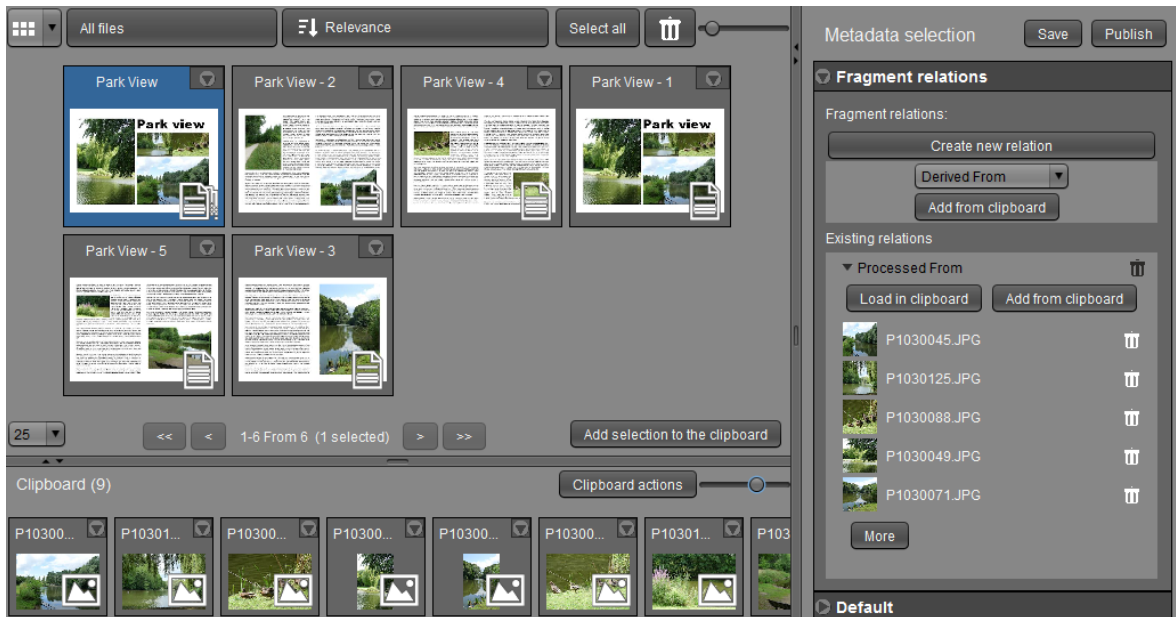 All files
Relevance
Select all
Park View
Park View - 2
Park View - 4
Park View - 1
Park view
Park view
Park View - 5
Park View - 3
25
<<
<
1-6 From 6 (1 selected)
>
>>
Add selection to the clipboard
Clipboard (9)
Clipboard actions
P10300...
P10301...
P10300...
P10300...
P10300...
P10300...
P10301...
P103
Metadata selection
Save
Publish
Fragment relations
Fragment relations:
Create new relation
Derived From
Add from clipboard
Existing relations
Processed From
Load in clipboard
Add from clipboard
P1030045.JPG
P1030125.JPG
P1030088.JPG
P1030049.JPG
P1030071.JPG
More
Default